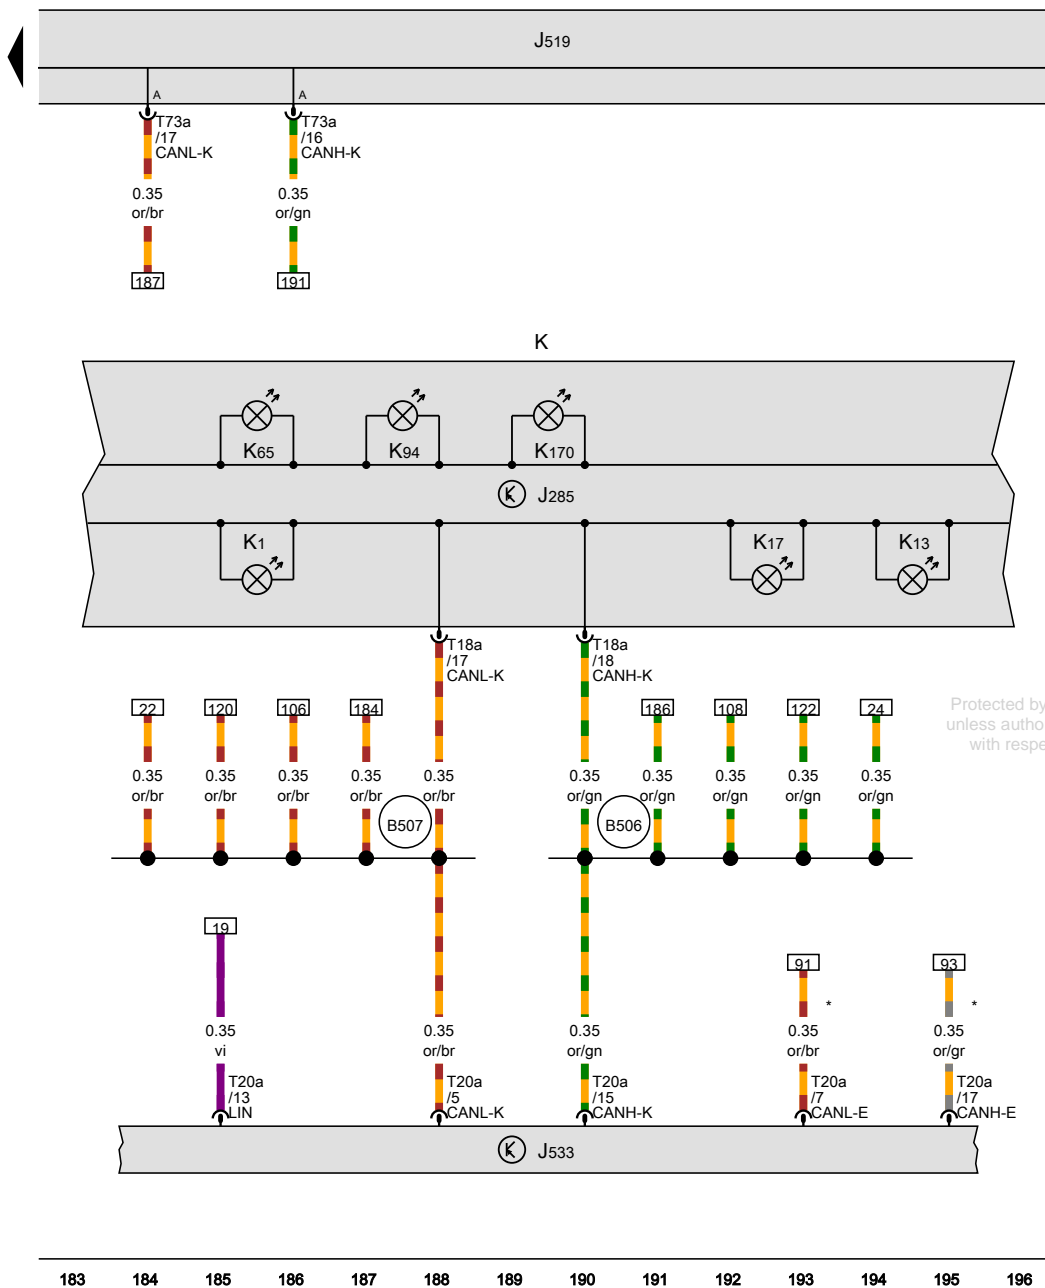 J519
A A
T73a T73a
/17 /16
CANL-K CANH-K
0.35 0.35
or/br or/gn
187 191
K
K65 K94 K170
J285
K1 K17 K13
T18a T18a
/17 /18
CANL-K CANH-K
22 120 106 184 186 108 122 24
Protected by
unless autho
with respe
0.35 0.35 0.35 0.35 0.35 0.35 0.35 0.35 0.35 0.35
or/br or/br or/br or/br or/br or/gn or/gn or/gn or/gn or/gn
B507 B506
19
91 93
* *
0.35 0.35 0.35 0.35 0.35
vi or/br or/gn or/br or/gr
T20a T20a T20a T20a T20a
/13 /5 /15 /7 /17
LIN CANL-K CANH-K CANL-E CANH-E
J533
183 184 185 186 187 188 189 190 191 192 193 194 195 196